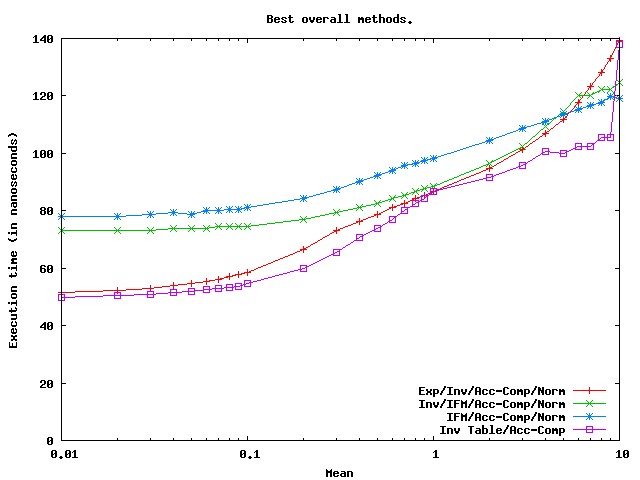 Best overall methods.
140
120
100
80
60
40
20
0
Execution time (in nanoseconds)
Exp/Inv/Acc-Comp/Norm
Inv/IFM/Acc-Comp/Norm
IFM/Acc-Comp/Norm
Inv Table/Acc-Comp
0.01 0.1 1 10
Mean